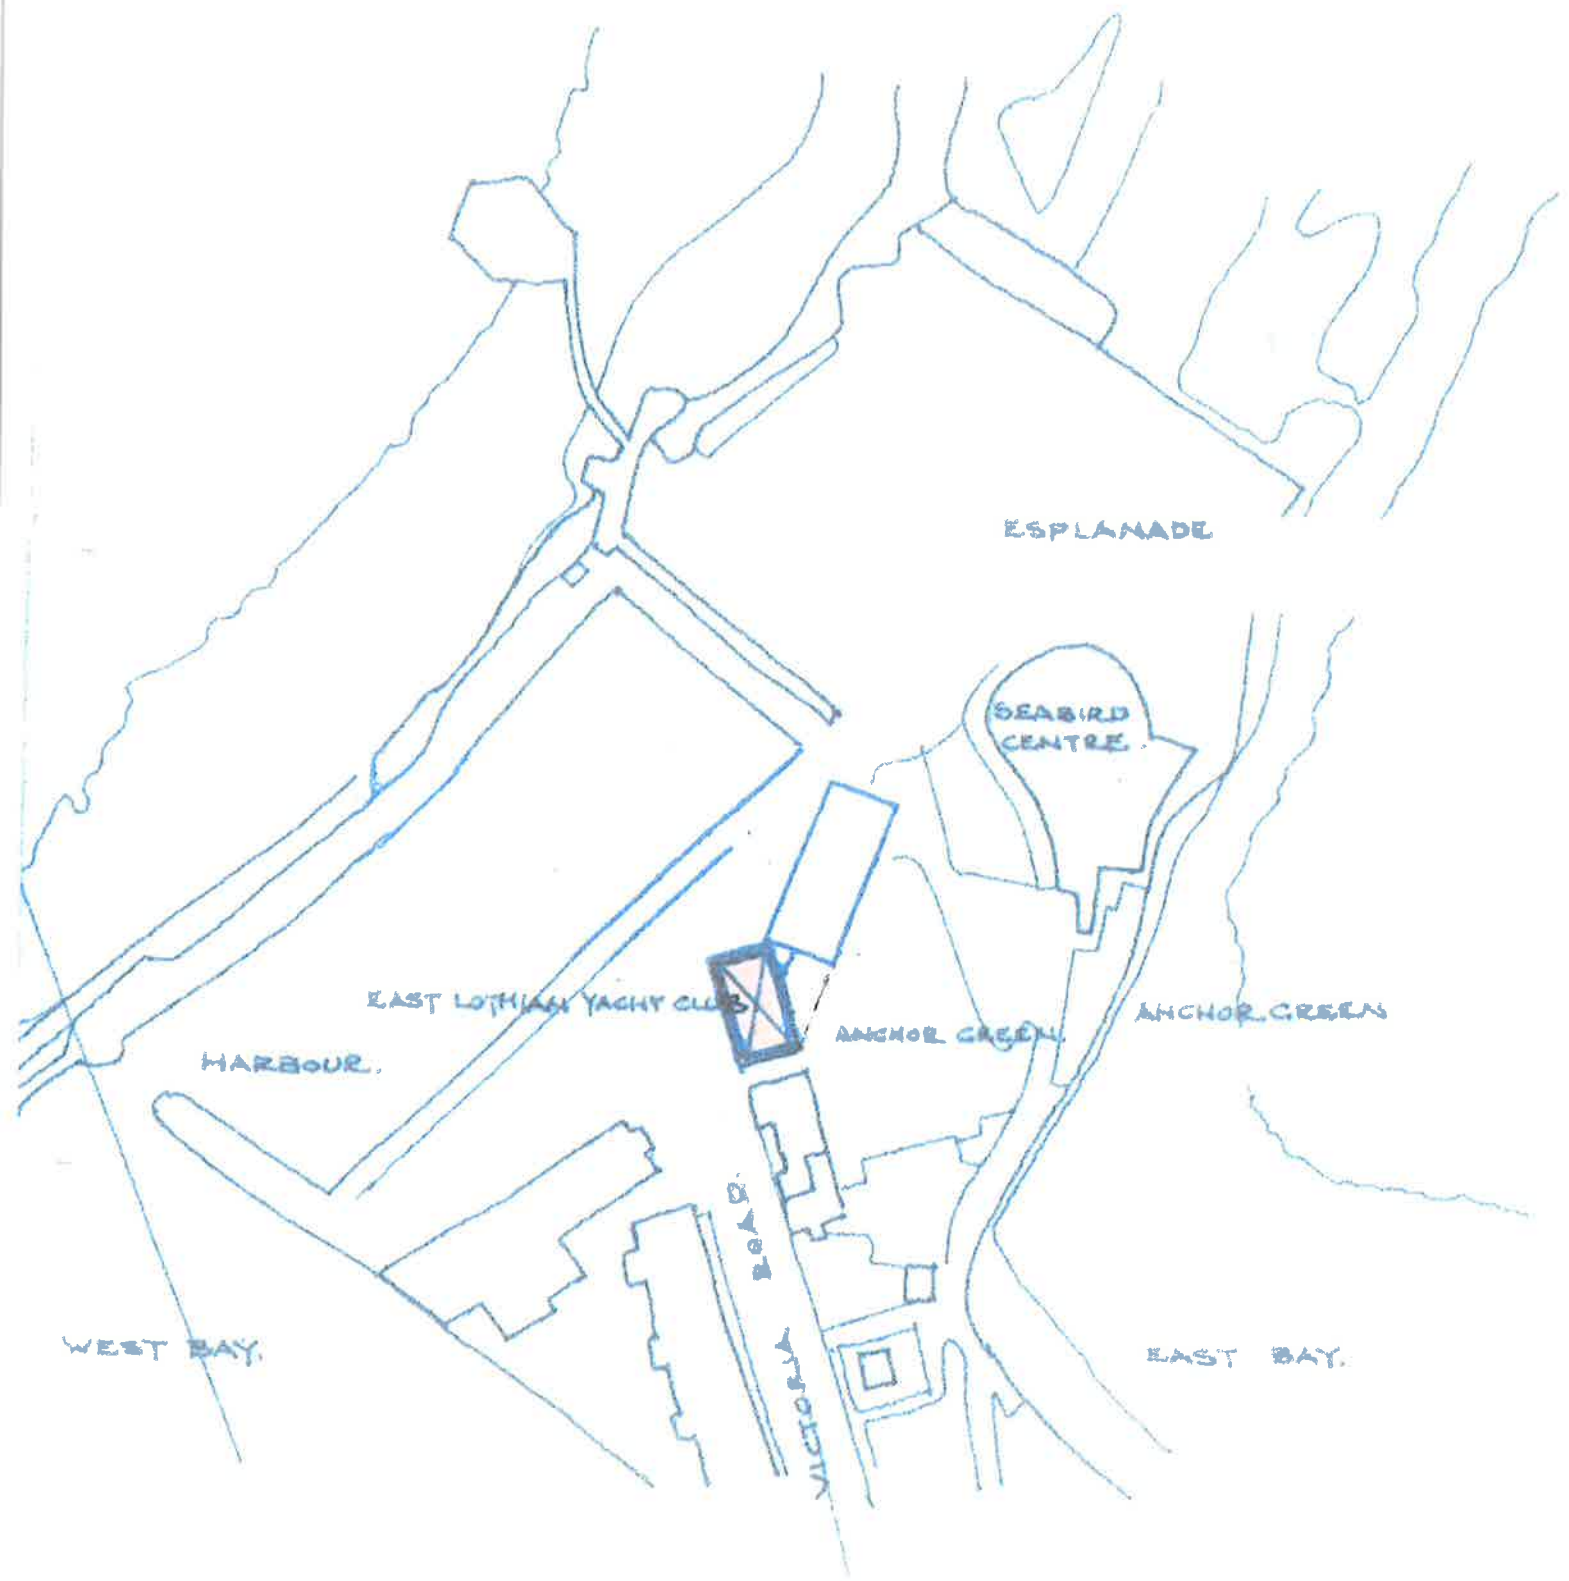 ESPLANADE
SEABIRD
CENTRE.
EAST LOTHIAN YACHT CLUB
ANCHOR GREEN.
ANCHOR GREEN
HARBOUR.
VICTORIA ROAD.
WEST BAY.
EAST BAY.